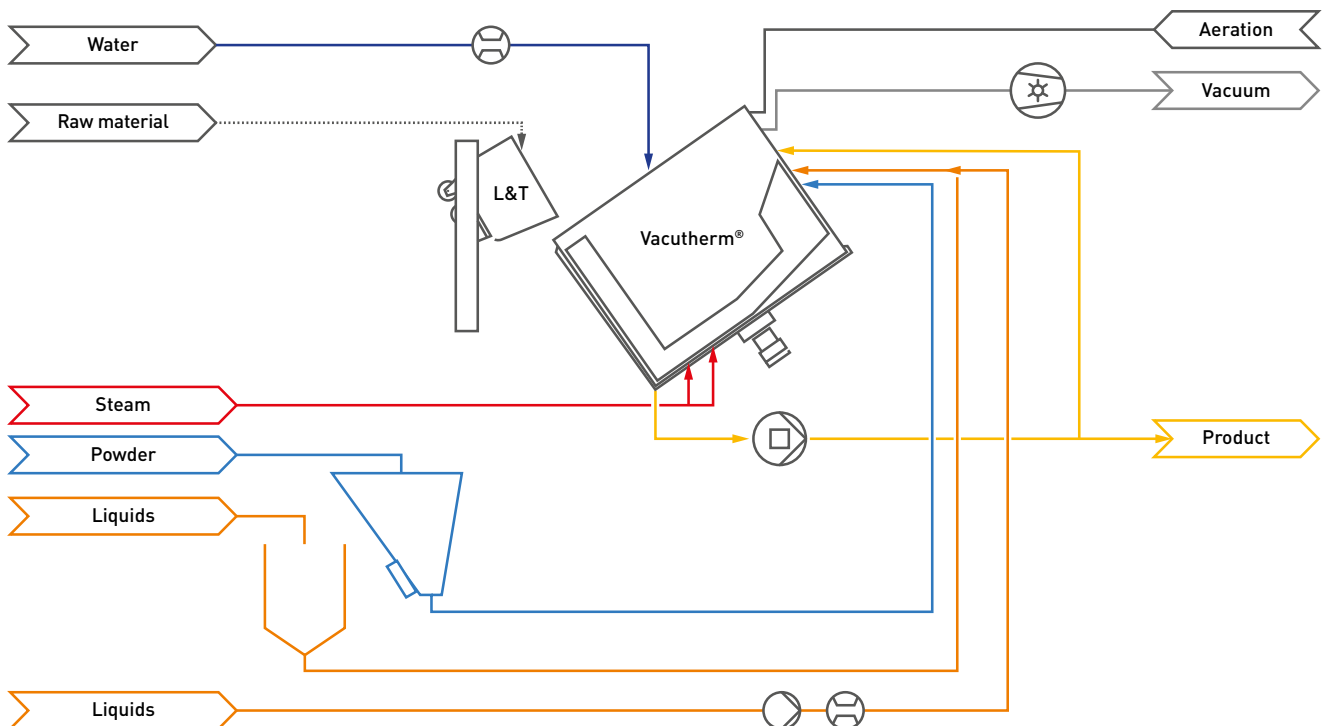 Water
Aeration
Vacuum
Raw material
L&T
Vacutherm®
Steam
Powder
Product
Liquids
Liquids